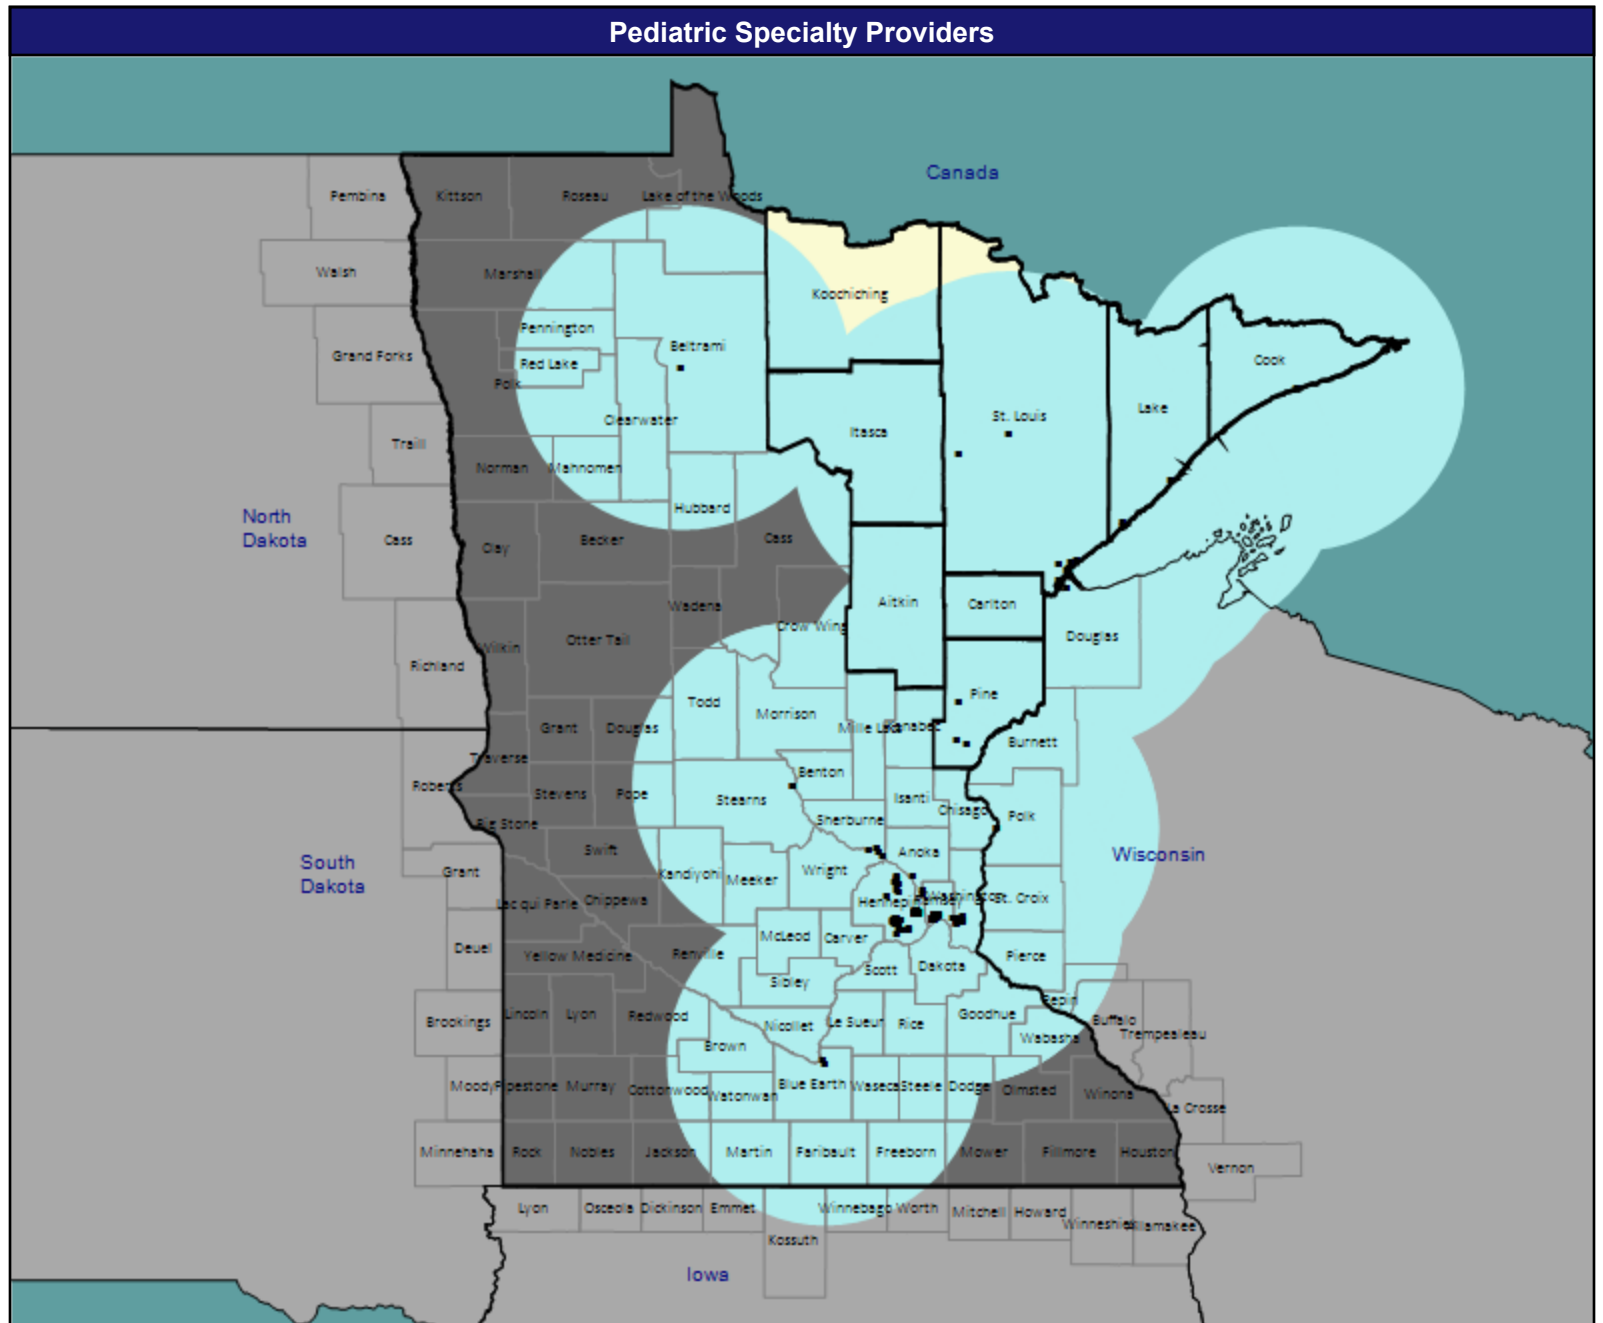 Pediatric Specialty Providers
Canada
Pembina
Kittson
Roseau
Lake of the Woods
Walsh
Marshall
Koochiching
Grand Forks
Pennington
Red Lake
Polk
Beltrami
Cook
Clearwater
St. Louis
Lake
Itasca
Traill
Norman
Mahnomen
Hubbard
North
Dakota
Cass
Clay
Becker
Cass
Aitkin
Carlton
Wadena
Crow Wing
Douglas
Richland
Wilkin
Otter Tail
Todd
Morrison
Pine
Grant
Douglas
Mille Lacs
Kanabec
Burnett
Traverse
Roberts
Stevens
Pope
Stearns
Benton
Isanti
Chisago
Polk
Big Stone
Sherburne
Swift
Anoka
South
Dakota
Wisconsin
Grant
Kandiyohi
Meeker
Wright
Lac qui Parle
Chippewa
Hennepin
Ramsey
Washington
St. Croix
Deuel
McLeod
Carver
Yellow Medicine
Renville
Scott
Dakota
Pierce
Sibley
Pepin
Brookings
Lincoln
Lyon
Redwood
Nicollet
Le Sueur
Rice
Goodhue
Buffalo
Trempealeau
Brown
Wabasha
Moody
Pipestone
Murray
Cottonwood
Watonwan
Blue Earth
Waseca
Steele
Dodge
Olmsted
Winona
La Crosse
Minnehaha
Rock
Nobles
Jackson
Martin
Faribault
Freeborn
Mower
Fillmore
Houston
Vernon
Lyon
Osceola
Dickinson
Emmet
Winnebago
Worth
Mitchell
Howard
Winneshiek
Allamakee
Kossuth
Iowa